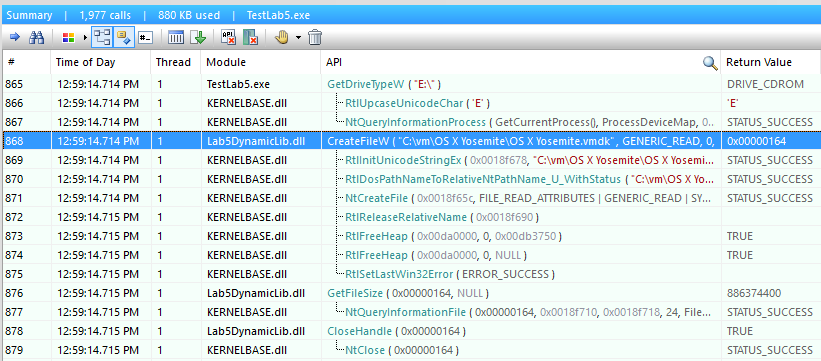 Summary | 1,977 calls | 880 KB used | TestLab5.exe
# Time of Day Thread Module API Return Value
865 12:59:14.714 PM 1 TestLab5.exe GetDriveTypeW ( "E:\" ) DRIVE_CDROM
866 12:59:14.714 PM 1 KERNELBASE.dll RtlUpcaseUnicodeChar ( 'E' ) 'E'
867 12:59:14.714 PM 1 KERNELBASE.dll NtQueryInformationProcess ( GetCurrentProcess(), ProcessDeviceMap, 0... STATUS_SUCCESS
868 12:59:14.714 PM 1 Lab5DynamicLib.dll CreateFileW ( "C:\vm\OS X Yosemite\OS X Yosemite.vmdk", GENERIC_READ, 0, 0x00000164
869 12:59:14.714 PM 1 KERNELBASE.dll RtlInitUnicodeStringEx ( 0x0018f678, "C:\vm\OS X Yosemite\OS X Yosemi... STATUS_SUCCESS
870 12:59:14.714 PM 1 KERNELBASE.dll RtlDosPathNameToRelativeNtPathName_U_WithStatus ( "C:\vm\OS X Yo... STATUS_SUCCESS
871 12:59:14.714 PM 1 KERNELBASE.dll NtCreateFile ( 0x0018f65c, FILE_READ_ATTRIBUTES | GENERIC_READ | SY... STATUS_SUCCESS
872 12:59:14.715 PM 1 KERNELBASE.dll RtlReleaseRelativeName ( 0x0018f690 )
873 12:59:14.715 PM 1 KERNELBASE.dll RtlFreeHeap ( 0x00da0000, 0, 0x00db3750 ) TRUE
874 12:59:14.715 PM 1 KERNELBASE.dll RtlFreeHeap ( 0x00da0000, 0, NULL ) TRUE
875 12:59:14.715 PM 1 KERNELBASE.dll RtlSetLastWin32Error ( ERROR_SUCCESS )
876 12:59:14.715 PM 1 Lab5DynamicLib.dll GetFileSize ( 0x00000164, NULL ) 886374400
877 12:59:14.715 PM 1 KERNELBASE.dll NtQueryInformationFile ( 0x00000164, 0x0018f710, 0x0018f718, 24, File... STATUS_SUCCESS
878 12:59:14.715 PM 1 Lab5DynamicLib.dll CloseHandle ( 0x00000164 ) TRUE
879 12:59:14.715 PM 1 KERNELBASE.dll NtClose ( 0x00000164 ) STATUS_SUCCESS